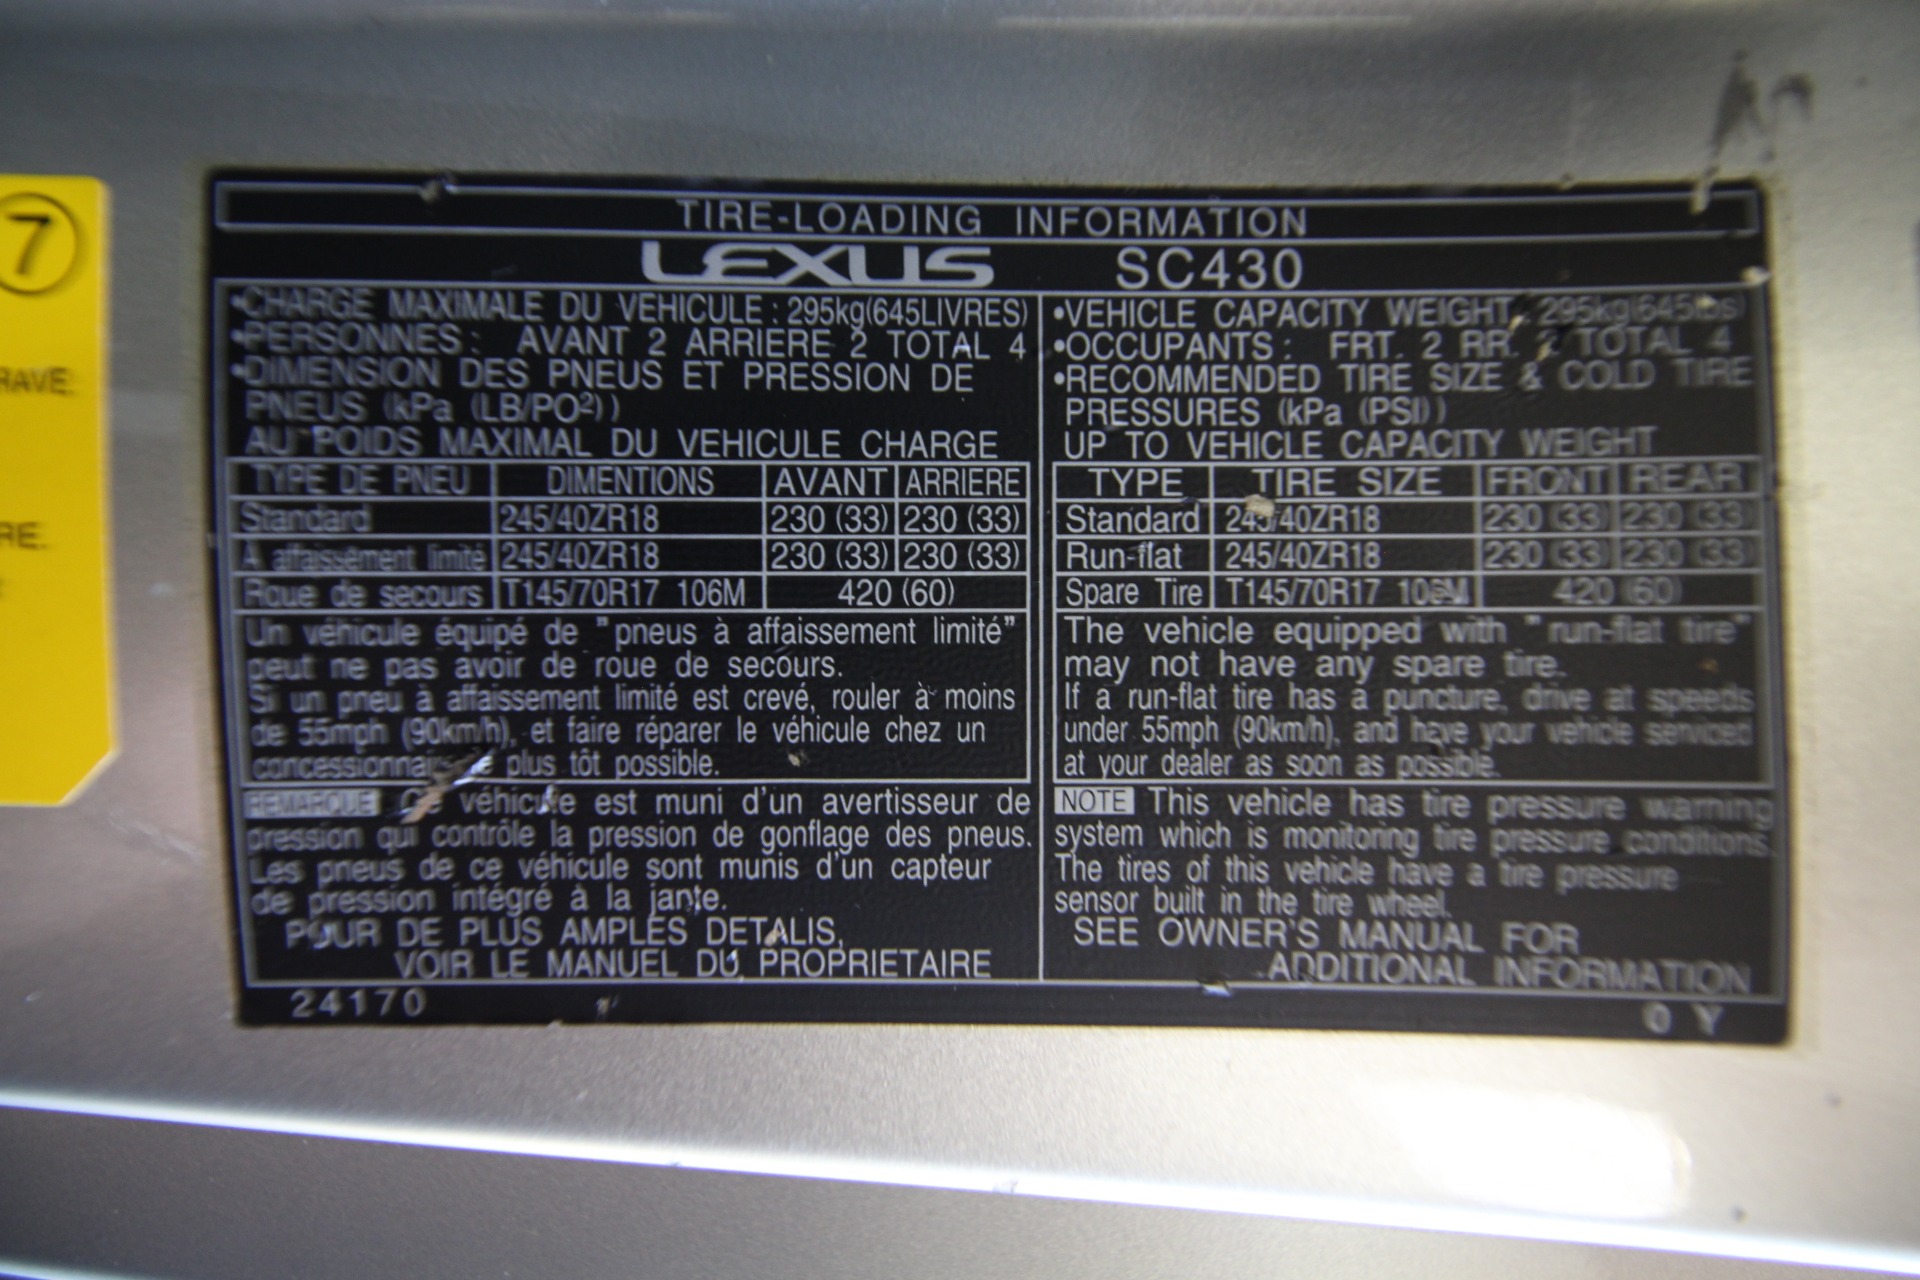 7
RAVE.
RE.
TIRE-LOADING INFORMATION
LEXUS SC430
•CHARGE MAXIMALE DU VEHICULE : 295kg(645LIVRES)
•PERSONNES : AVANT 2 ARRIERE 2 TOTAL 4
•DIMENSION DES PNEUS ET PRESSION DE
PNEUS (kPa (LB/PO²))
AU POIDS MAXIMAL DU VEHICULE CHARGE
TYPE DE PNEU DIMENTIONS AVANT ARRIERE
Standard 245/40ZR18 230 (33) 230 (33)
A affaissément limité 245/40ZR18 230 (33) 230 (33)
Roue de secours T145/70R17 106M 420 (60)
Un véhicule équipé de "pneus à affaissement limité"
peut ne pas avoir de roue de secours.
Si un pneu à affaissement limité est crevé, rouler à moins
de 55mph (90km/h), et faire réparer le véhicule chez un
plus tôt possible.
REMARQUE Ce véhicule est muni d'un avertisseur de
pression qui contrôle la pression de gonflage des pneus.
Les pneus de ce véhicule sont munis d'un capteur
de pression intégré à la jante.
POUR DE PLUS AMPLES DETALIS,
VOIR LE MANUEL DU PROPRIETAIRE
24170
•VEHICLE CAPACITY WEIGHT : 295kg(645lbs)
•OCCUPANTS : FRT. 2 RR. 2 TOTAL 4
•RECOMMENDED TIRE SIZE & COLD TIRE
PRESSURES (kPa (PSI))
UP TO VEHICLE CAPACITY WEIGHT
TYPE TIRE SIZE FRONT REAR
Standard 245/40ZR18 230 (33) 230 (33)
Run-flat 245/40ZR18 230 (33) 230 (33)
Spare Tire T145/70R17 106M 420 (60)
The vehicle equipped with "run-flat tire"
may not have any spare tire.
If a run-flat tire has a puncture, drive at speeds
under 55mph (90km/h), and have your vehicle serviced
at your dealer as soon as possible.
NOTE This vehicle has tire pressure warning
system which is monitoring tire pressure conditions.
The tires of this vehicle have a tire pressure
sensor built in the tire wheel.
SEE OWNER'S MANUAL FOR
ADDITIONAL INFORMATION
0 Y